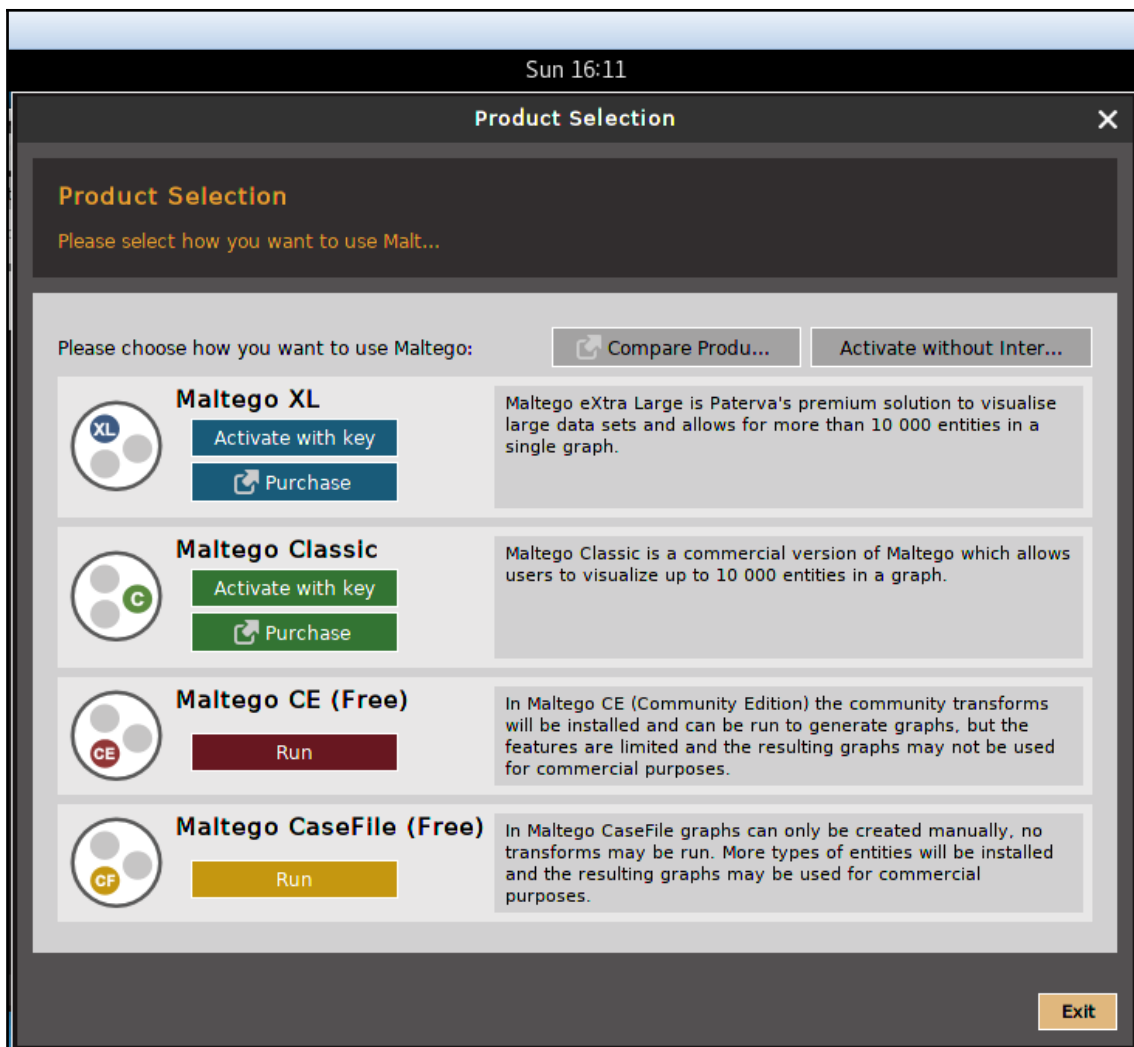 Sun 16:11
Product Selection
Product Selection
Please select how you want to use Malt...
Please choose how you want to use Maltego:
Compare Produ...
Activate without Inter...
XL
Maltego XL
Activate with key
Purchase
Maltego eXtra Large is Paterva's premium solution to visualise
large data sets and allows for more than 10 000 entities in a
single graph.
C
Maltego Classic
Activate with key
Purchase
Maltego Classic is a commercial version of Maltego which allows
users to visualize up to 10 000 entities in a graph.
CE
Maltego CE (Free)
Run
In Maltego CE (Community Edition) the community transforms
will be installed and can be run to generate graphs, but the
features are limited and the resulting graphs may not be used
for commercial purposes.
CF
Maltego CaseFile (Free)
Run
In Maltego CaseFile graphs can only be created manually, no
transforms may be run. More types of entities will be installed
and the resulting graphs may be used for commercial
purposes.
Exit